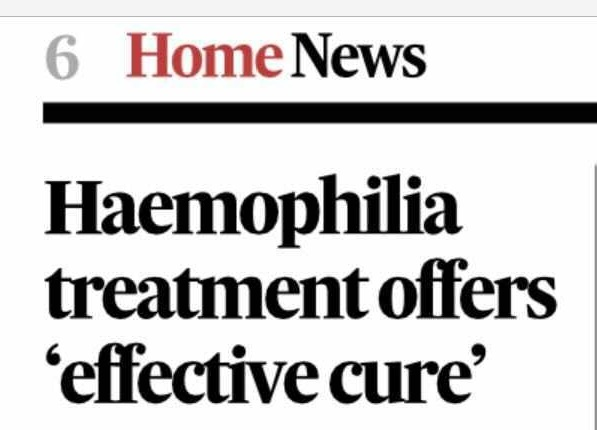 6 Home News
Haemophilia
treatment offers
‘effective cure’